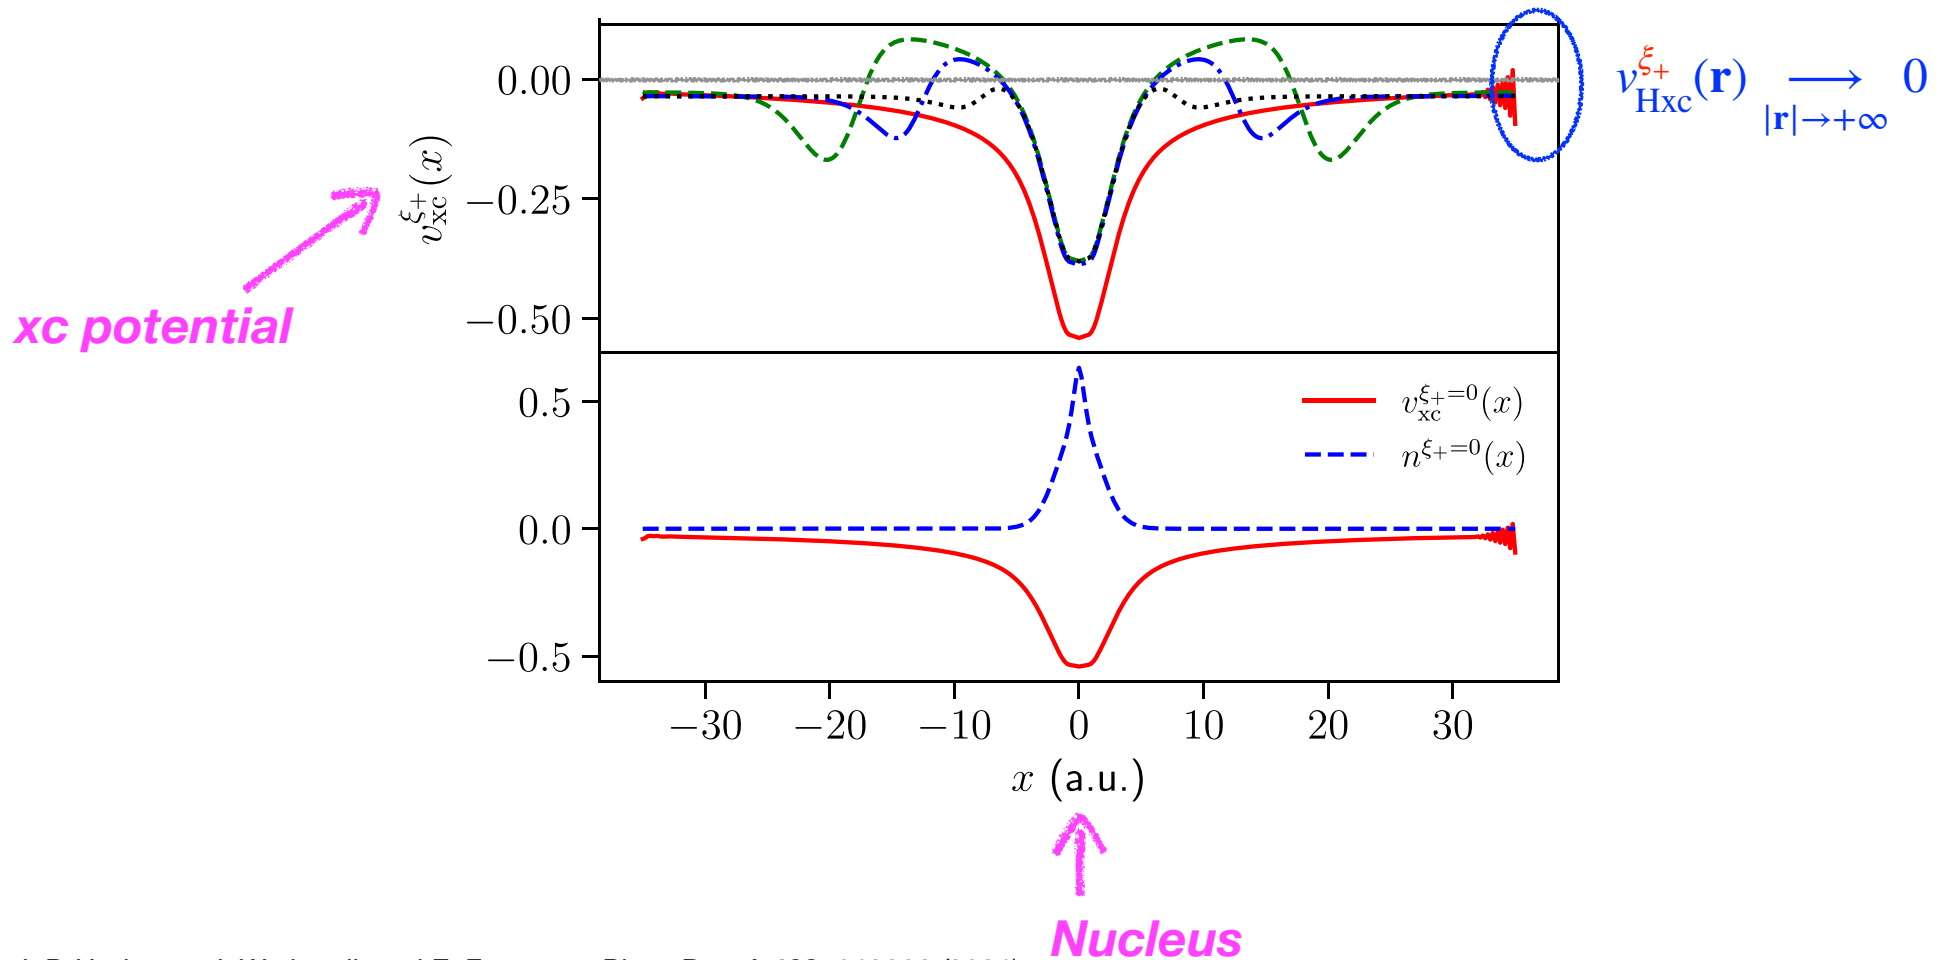 0.00
−0.25
−0.50
v_xc^ξ+(x)
v_Hxc^ξ+(r) ⟶ 0
|r|→+∞
xc potential
0.5
0.0
−0.5
v_xc^ξ+=0(x)
n^ξ+=0(x)
−30 −20 −10 0 10 20 30
x (a.u.)
Nucleus